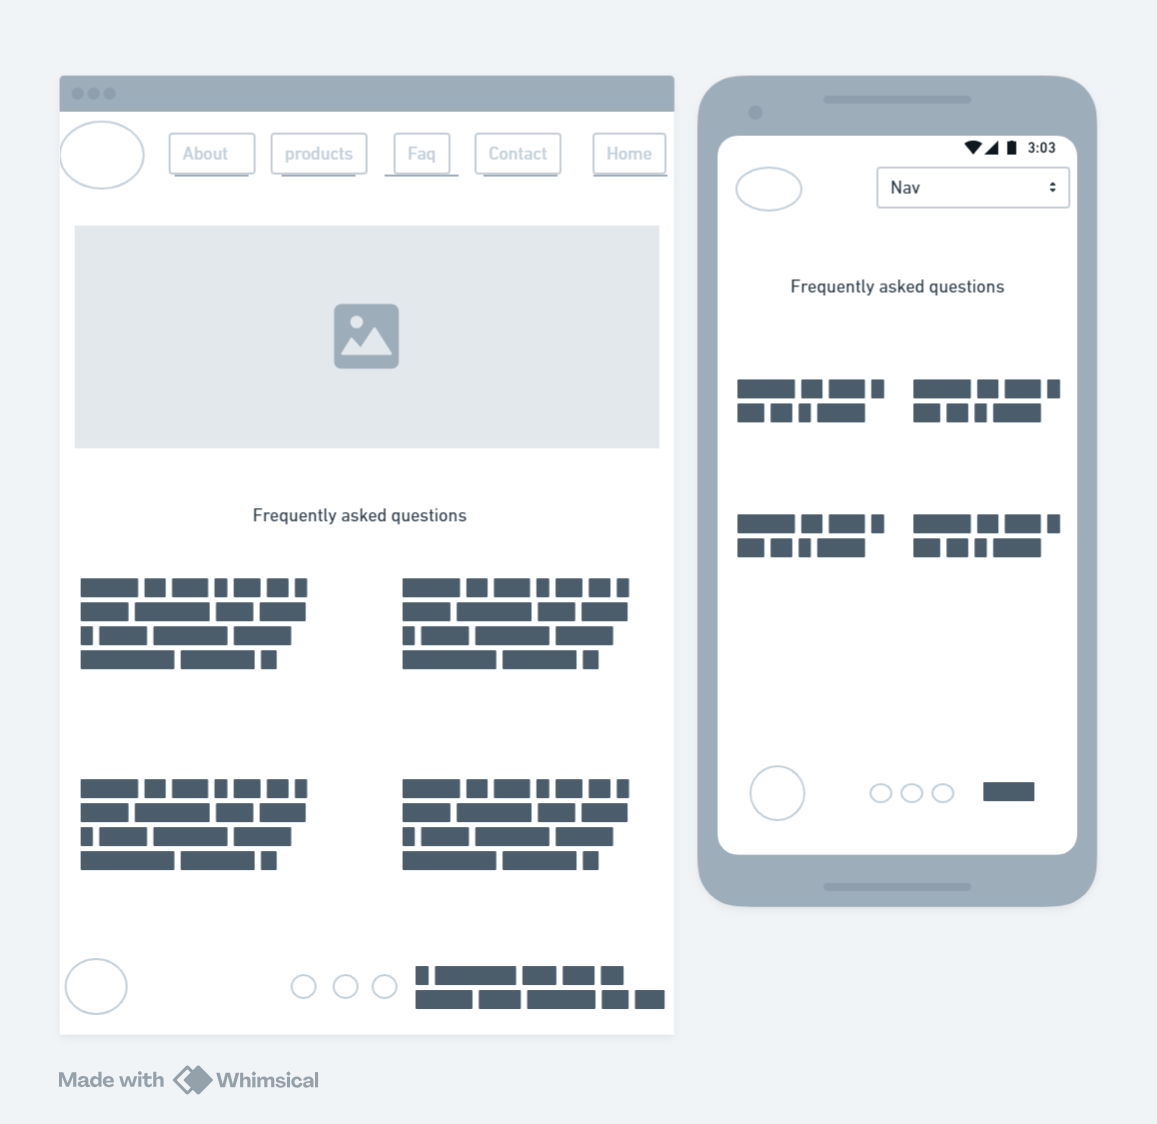 About
products
Faq
Contact
Home
Frequently asked questions
3:03
Nav
Frequently asked questions
Made with Whimsical